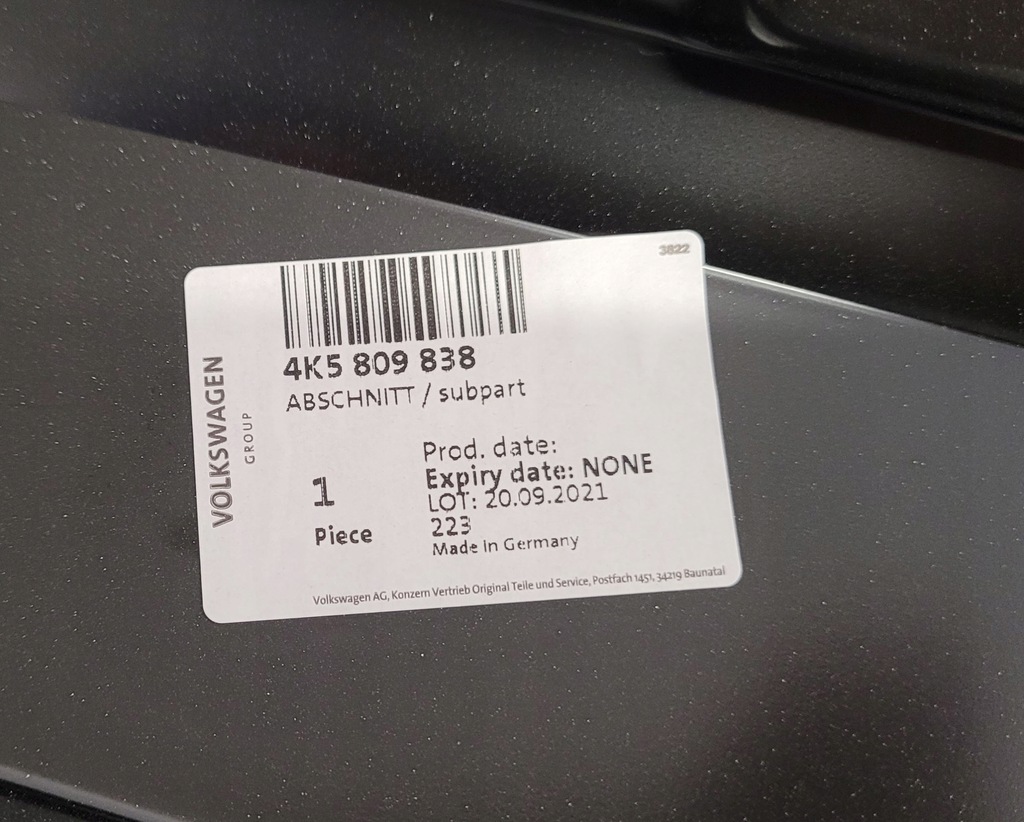 3822
4K5 809 838
ABSCHNITT / subpart
VOLKSWAGEN
GROUP
1
Piece
Prod. date:
Expiry date: NONE
LOT: 20.09.2021
223
Made In Germany
Volkswagen AG, Konzern Vertrieb Original Teile und Service, Postfach 1451, 34219 Baunatal